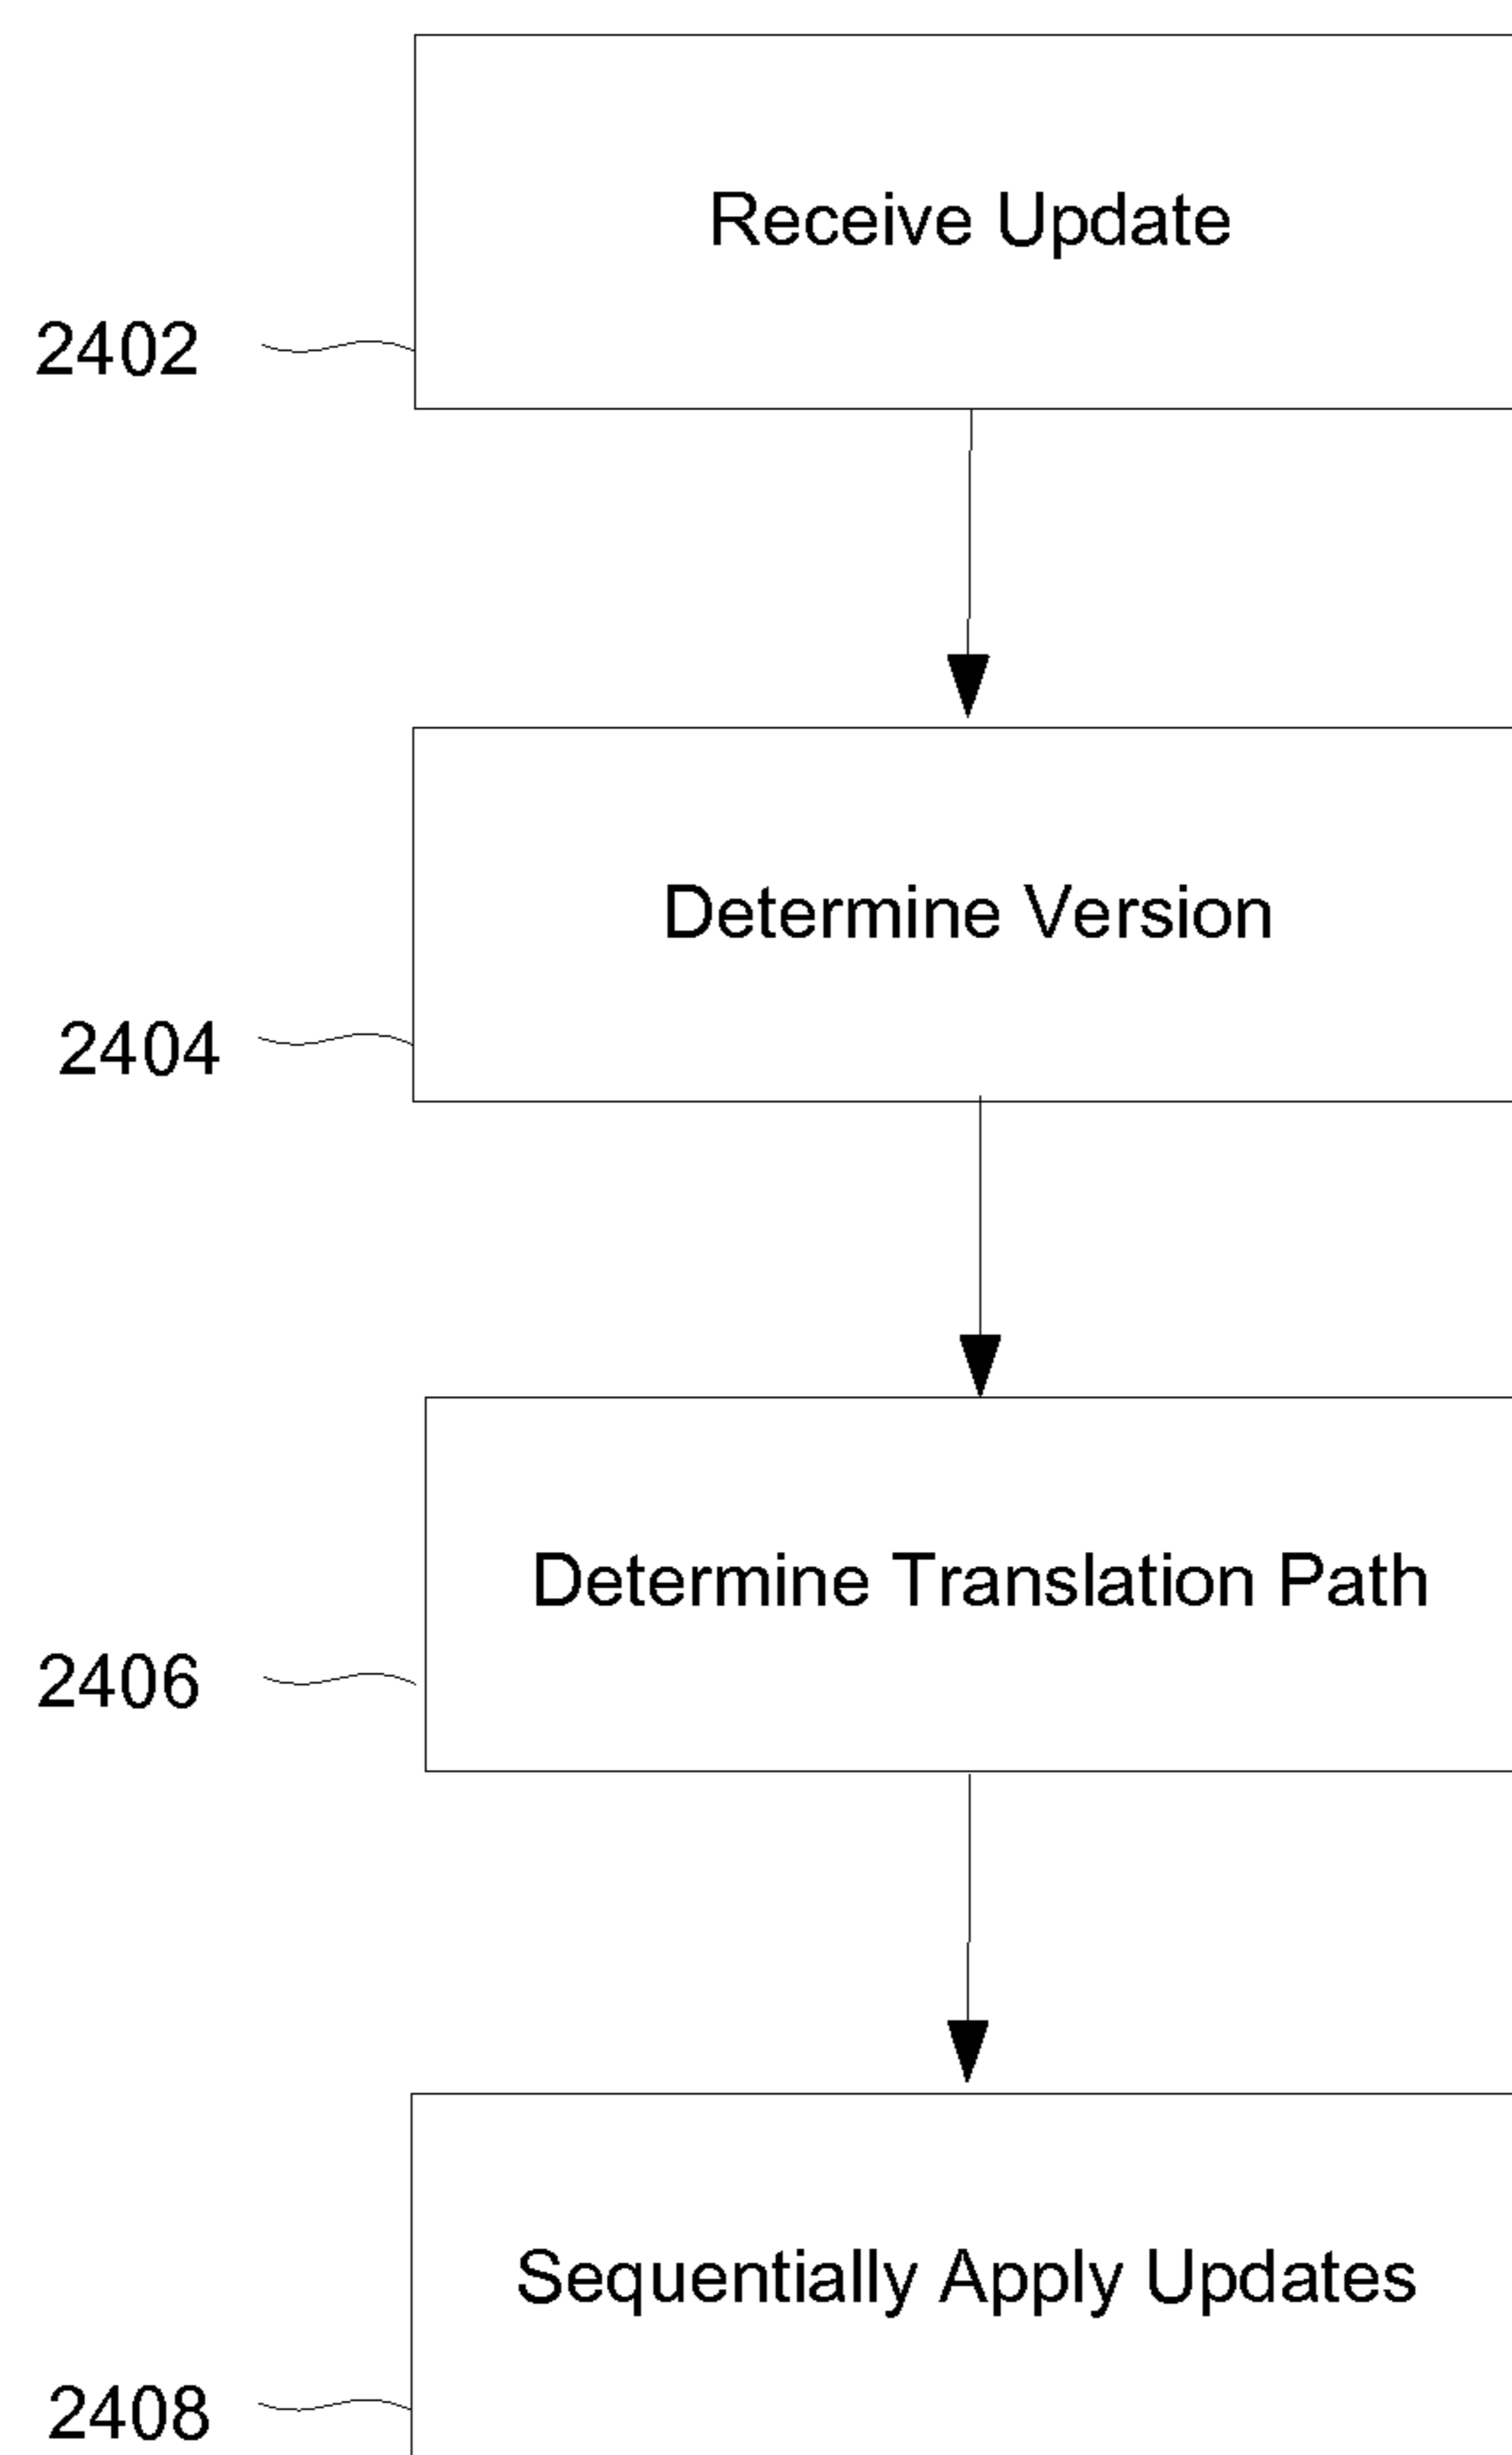 Receive Update
2402
Determine Version
2404
Determine Translation Path
2406
Sequentially Apply Updates
2408